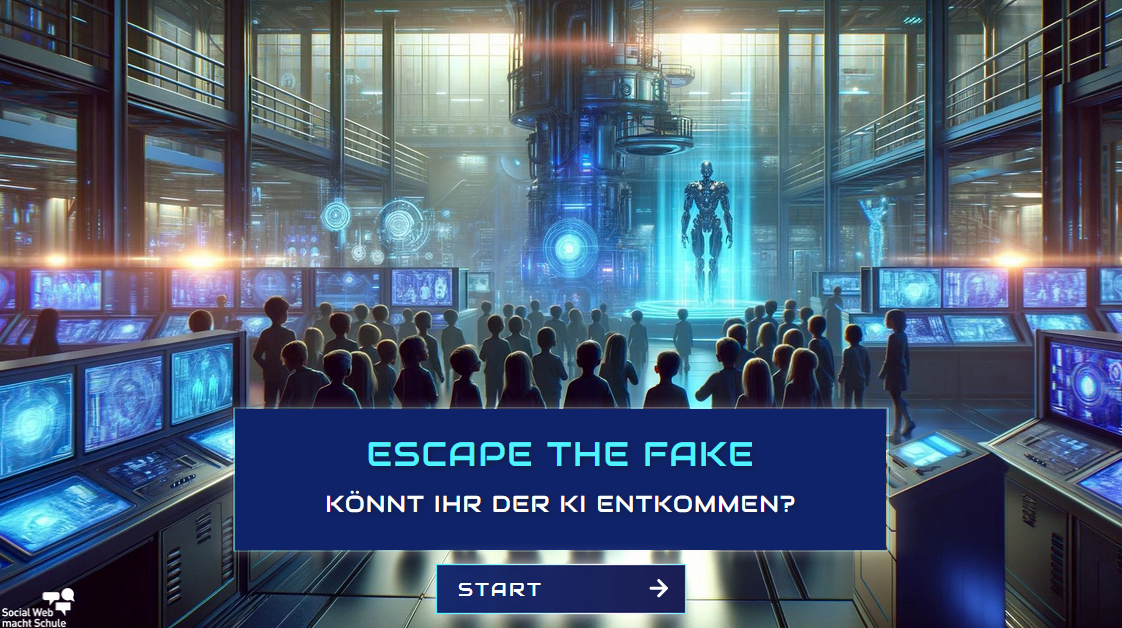 ESCAPE THE FAKE
KÖNNT IHR DER KI ENTKOMMEN?
START
Social Web
macht Schule